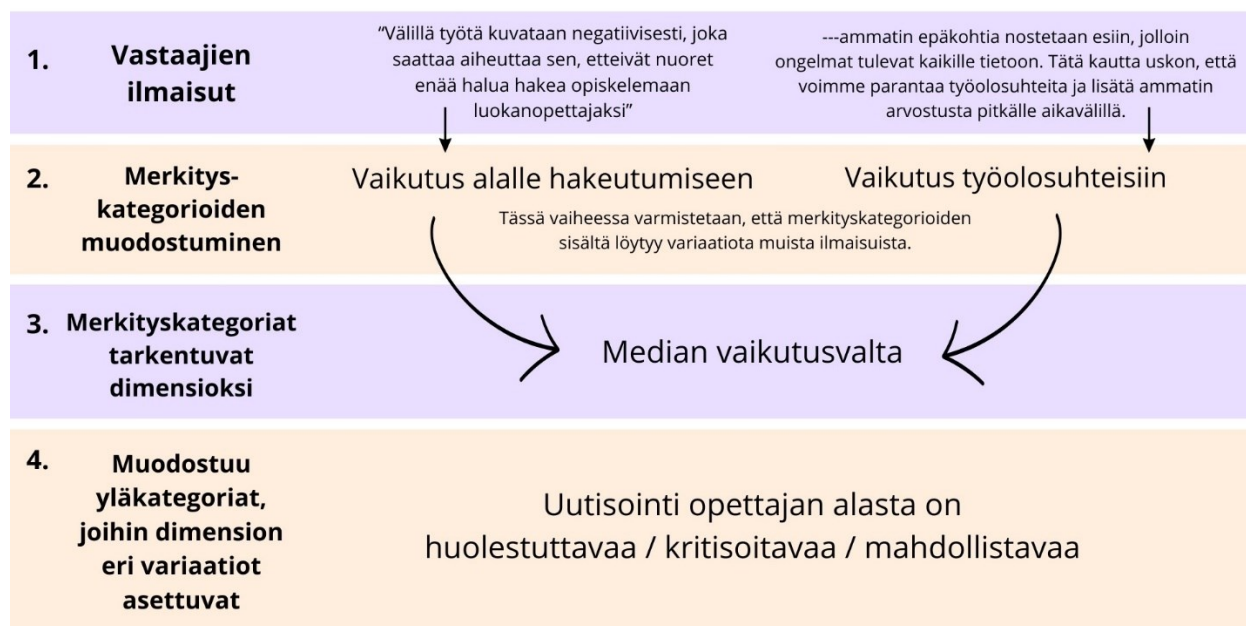 1.
Vastaajien
ilmaisut
”Välillä työtä kuvataan negatiivisesti, joka
saattaa aiheuttaa sen, etteivät nuoret
enää halua hakea opiskelemaan
luokanopettajaksi”
---ammatin epäkohtia nostetaan esiin, jolloin
ongelmat tulevat kaikille tietoon. Tätä kautta uskon, että
voimme parantaa työolosuhteita ja lisätä ammatin
arvostusta pitkälle aikavälillä.
2.
Merkitys-
kategorioiden
muodostuminen
Vaikutus alalle hakeutumiseen
Vaikutus työolosuhteisiin
Tässä vaiheessa varmistetaan, että merkityskategorioiden
sisältä löytyy variaatiota muista ilmaisuista.
3.
Merkityskategoriat
tarkentuvat
dimensioksi
Median vaikutusvalta
4.
Muodostuu
yläkategoriat,
joihin dimension
eri variaatiot
asettuvat
Uutisointi opettajan alasta on
huolestuttavaa / kritisoitavaa / mahdollistavaa